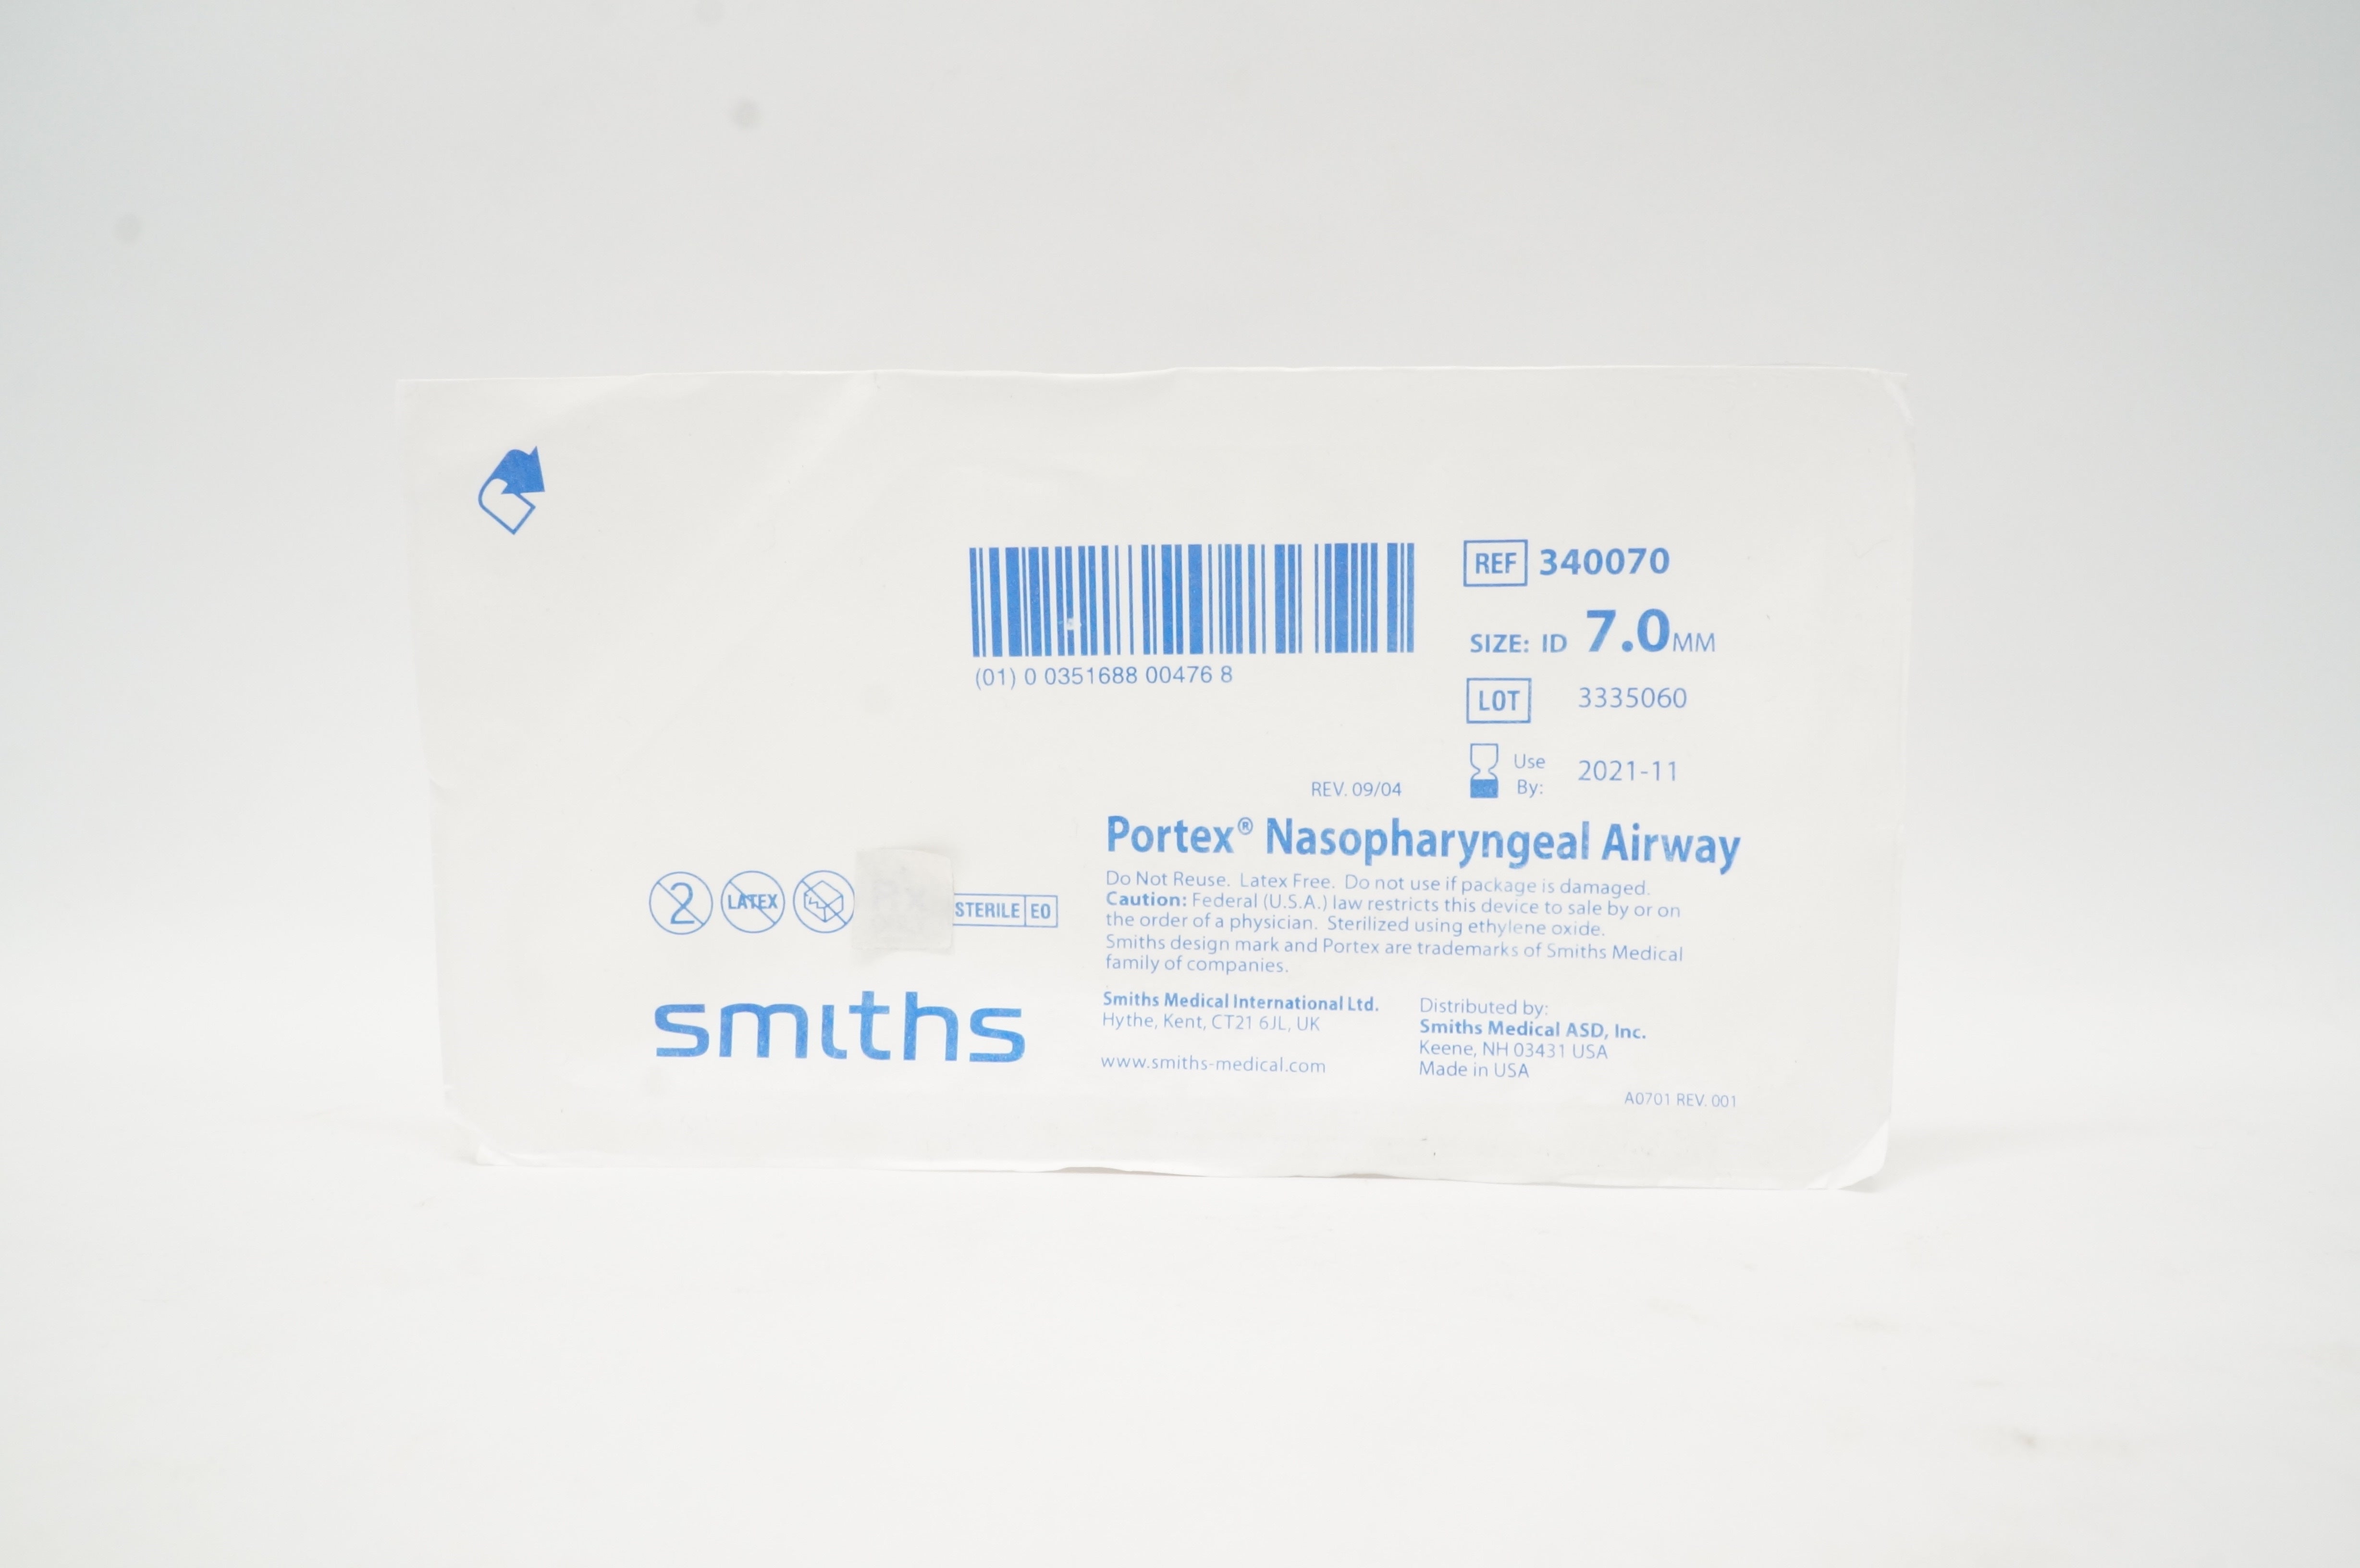 (01) 0 0351688 00476 8
REF 340070
SIZE: ID 7.0MM
LOT 3335060
Use By: 2021-11
REV. 09/04
Portex® Nasopharyngeal Airway
Do Not Reuse. Latex Free. Do not use if package is damaged.
Caution: Federal (U.S.A.) law restricts this device to sale by or on
the order of a physician. Sterilized using ethylene oxide.
Smiths design mark and Portex are trademarks of Smiths Medical
family of companies.
2 LATEX STERILE EO
smiths
Smiths Medical International Ltd.
Hythe, Kent, CT21 6JL, UK
www.smiths-medical.com
Distributed by:
Smiths Medical ASD, Inc.
Keene, NH 03431 USA
Made in USA
A0701 REV. 001